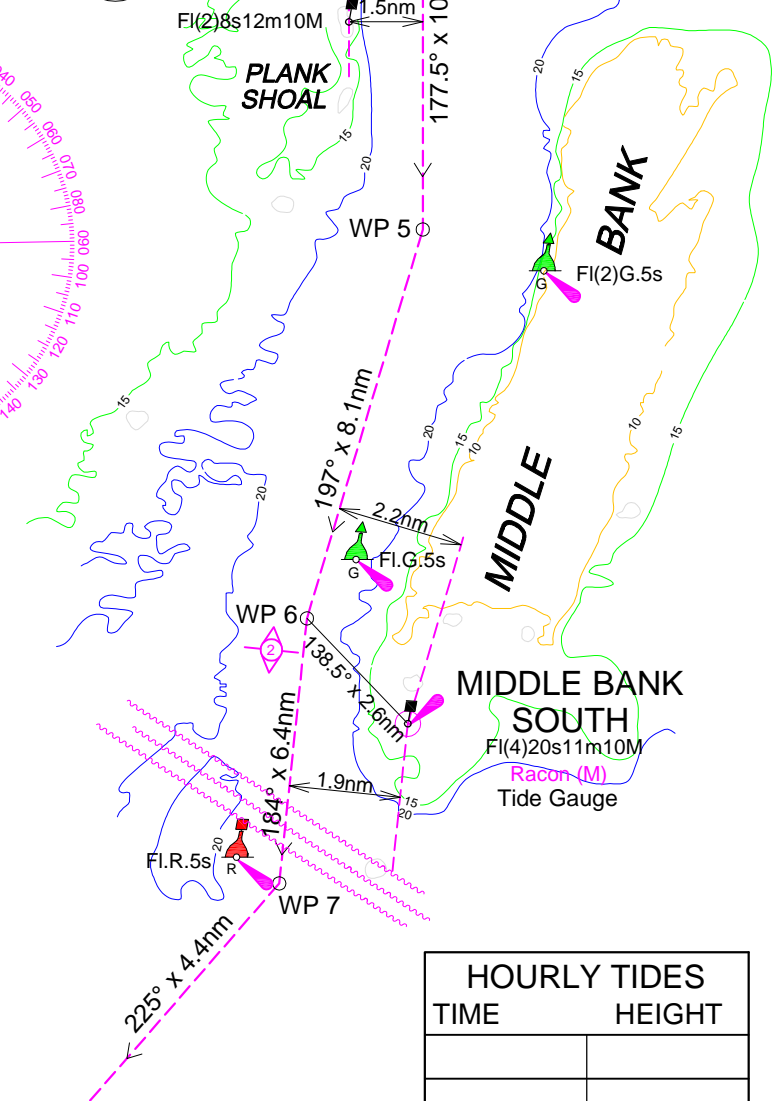 1.5nm
Fl(2)8s12m10M
177.5° x 10
PLANK
SHOAL
040
050
060
070
080
090
100
110
120
130
140
20
15
15
20
WP 5
BANK
Fl(2)G.5s
G
15
197° x 8.1nm
20
15
10
10
15
20
2.2nm
MIDDLE
Fl.G.5s
G
WP 6
2
138.5° x 2.6nm
MIDDLE BANK
SOUTH
Fl(4)20s11m10M
Racon (M)
Tide Gauge
184° x 6.4nm
1.9nm
15
20
20
Fl.R.5s
R
WP 7
225° x 4.4nm
HOURLY TIDES
TIME HEIGHT